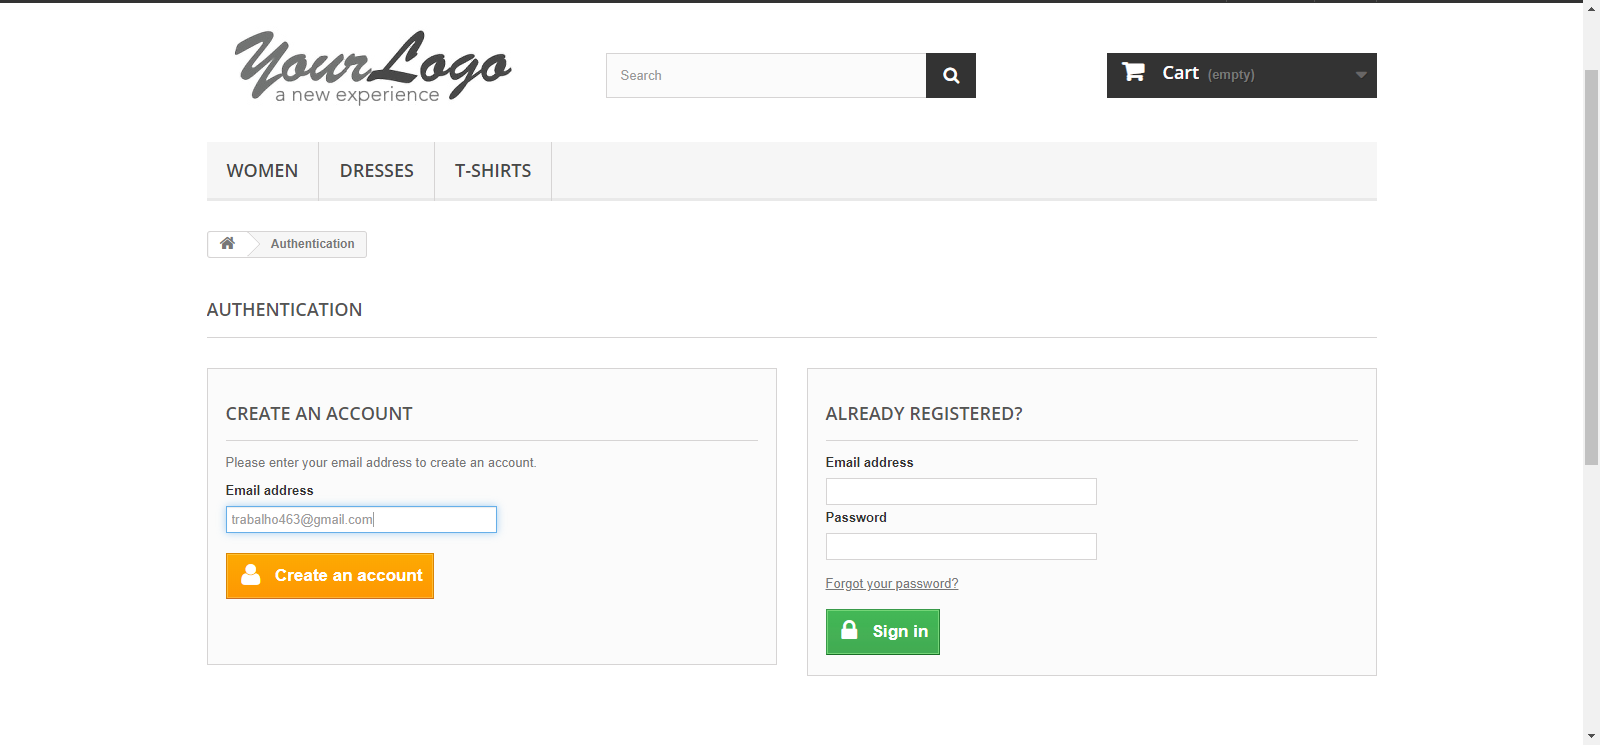 YourLogo
a new experience
Search
Cart (empty)
WOMEN DRESSES T-SHIRTS
Authentication
AUTHENTICATION
CREATE AN ACCOUNT
Please enter your email address to create an account.
Email address
trabalho463@gmail.com
Create an account
ALREADY REGISTERED?
Email address
Password
Forgot your password?
Sign in